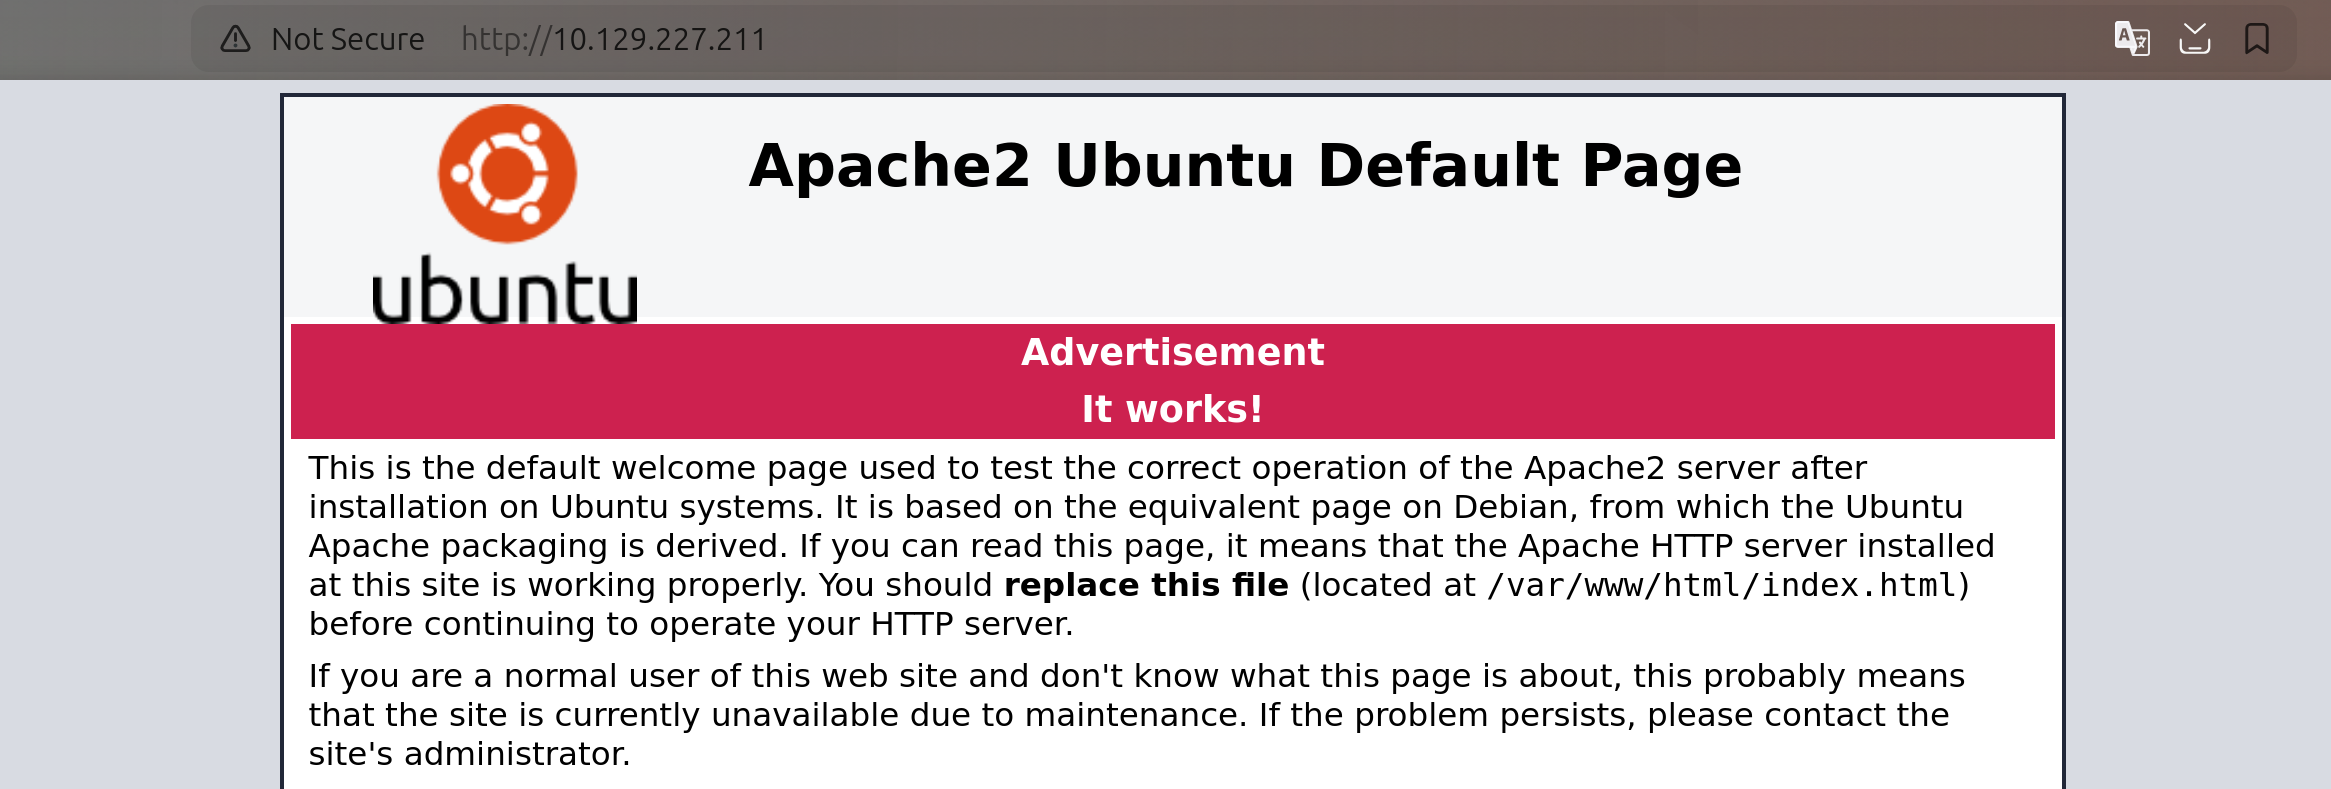 Not Secure http://10.129.227.211
ubuntu
Apache2 Ubuntu Default Page
Advertisement
It works!
This is the default welcome page used to test the correct operation of the Apache2 server after
installation on Ubuntu systems. It is based on the equivalent page on Debian, from which the Ubuntu
Apache packaging is derived. If you can read this page, it means that the Apache HTTP server installed
at this site is working properly. You should replace this file (located at /var/www/html/index.html)
before continuing to operate your HTTP server.
If you are a normal user of this web site and don't know what this page is about, this probably means
that the site is currently unavailable due to maintenance. If the problem persists, please contact the
site's administrator.